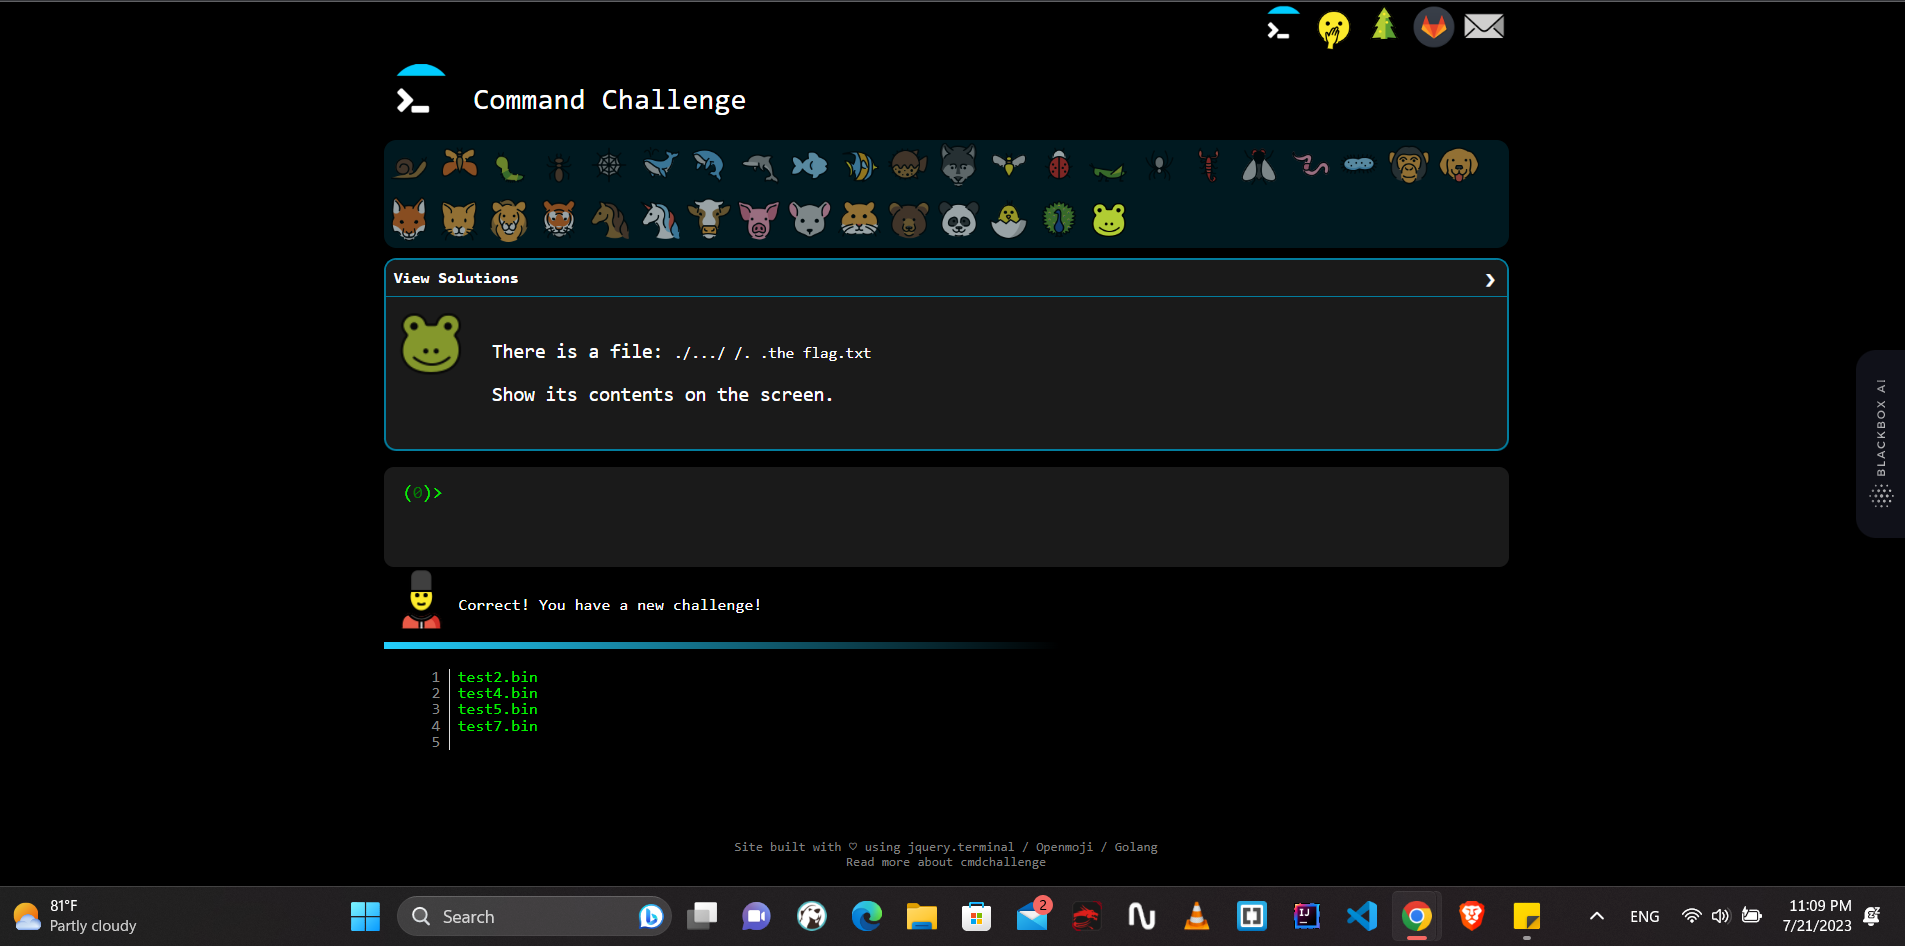 Command Challenge
View Solutions
There is a file: ./.../ /. .the flag.txt
Show its contents on the screen.
(0)>
Correct! You have a new challenge!
1 test2.bin
2 test4.bin
3 test5.bin
4 test7.bin
5
BLACKBOX AI
Site built with ♡ using jquery.terminal / Openmoji / Golang
Read more about cmdchallenge
81°F
Partly cloudy
Search
2
IJ
ENG
11:09 PM
7/21/2023